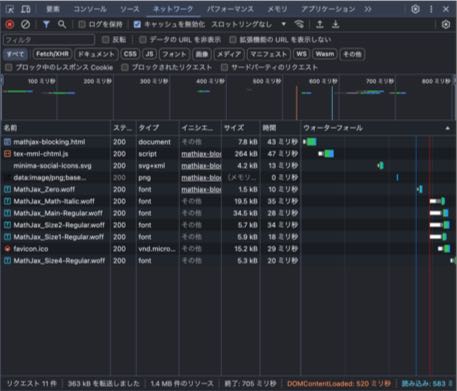 要素 コンソール ソース ネットワーク パフォーマンス メモリ アプリケーション
ログを保持 キャッシュを無効化 スロットリングなし
フィルタ 反転 データの URL を非表示 拡張機能の URL を表示しない
すべて Fetch/XHR ドキュメント CSS JS フォント 画像 メディア マニフェスト WS Wasm その他
ブロック中のレスポンス Cookie ブロックされたリクエスト サードパーティのリクエスト
100 ミリ秒 200 ミリ秒 300 ミリ秒 400 ミリ秒 500 ミリ秒 600 ミリ秒 700 ミリ秒 800 ミリ
名前 ステ... タイプ イニシエ... サイズ 時間 ウォーターフォール
mathjax-blocking.html 200 document その他 7.8 kB 43 ミリ秒
tex-mml-chtml.js 200 script mathjax-bloc 264 kB 47 ミリ秒
minima-social-icons.svg 200 svg+xml mathjax-bloc 4.2 kB 13 ミリ秒
data:image/png;base... 200 png mathjax-bloc (メモリ... 0 ミリ秒
MathJax_Zero.woff 200 font mathjax-bloc 1.5 kB 10 ミリ秒
MathJax_Math-Italic.woff 200 font その他 19.5 kB 35 ミリ秒
MathJax_Main-Regular.woff 200 font その他 34.5 kB 28 ミリ秒
MathJax_Size2-Regular.woff 200 font その他 5.7 kB 34 ミリ秒
MathJax_Size1-Regular.woff 200 font その他 5.9 kB 18 ミリ秒
favicon.ico 200 vnd.micro... その他 15.2 kB 29 ミリ秒
MathJax_Size4-Regular.woff 200 font その他 5.3 kB 20 ミリ秒
リクエスト 11 件 363 kB を転送しました 1.4 MB 件のリソース 終了: 705 ミリ秒 DOMContentLoaded: 520 ミリ秒 読み込み: 583 ミ